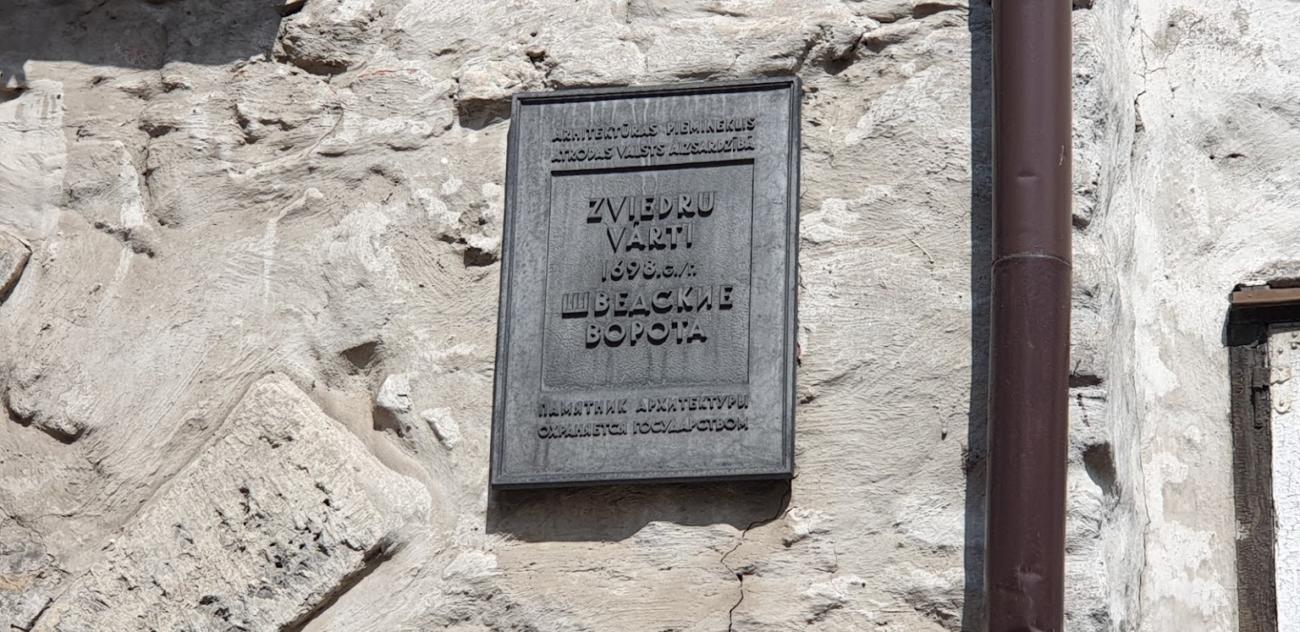 ARHITEKTŪRAS PIEMINEKLIS
ATRODAS VALSTS AIZSARDZĪBĀ
ZVIEDRU
VĀRTI
1698.G./Г.
ШВЕДСКИЕ
ВОРОТА
ПАМЯТНИК АРХИТЕКТУРЫ
ОХРАНЯЕТСЯ ГОСУДАРСТВОМ